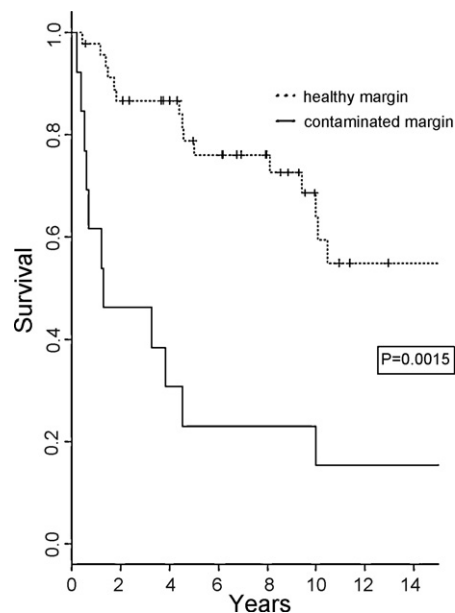 1.0
0.8
0.6
0.4
0.2
0.0
Survival
healthy margin
contaminated margin
P=0.0015
0 2 4 6 8 10 12 14
Years